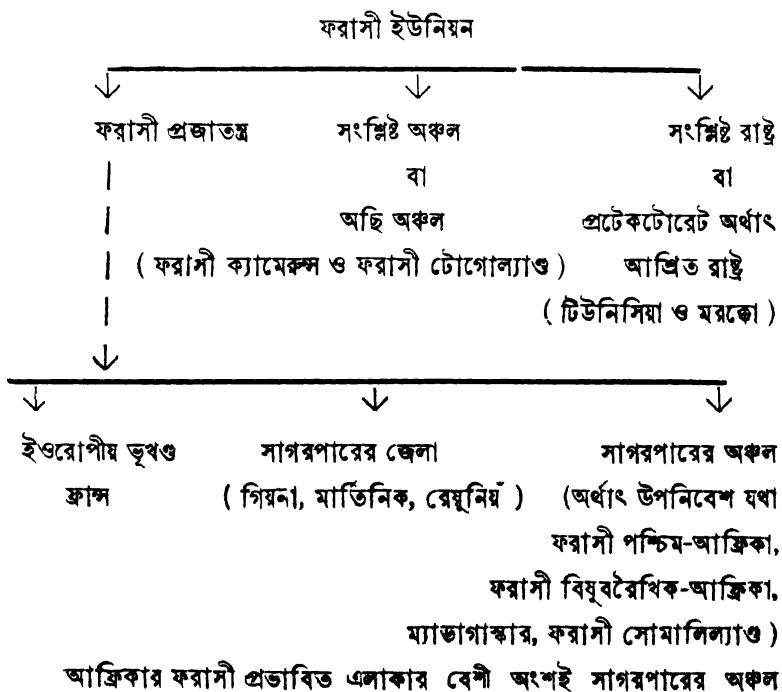 ফরাসী ইউনিয়ন
ফরাসী প্রজাতন্ত্র সংশ্লিষ্ট অঞ্চল সংশ্লিষ্ট রাষ্ট্র
বা বা
অছি অঞ্চল প্রটেকটোরেট অর্থাৎ
( ফরাসী ক্যামেরুন্স ও ফরাসী টোগোল্যাণ্ড ) আশ্রিত রাষ্ট্র
( টিউনিসিয়া ও মরক্কো )
ইওরোপীয় ভূখণ্ড সাগরপারের জেলা সাগরপারের অঞ্চল
ফ্রান্স ( গিয়ানা, মার্তিনিক, রেয়ুনিয়ঁ ) (অর্থাৎ উপনিবেশ যথা
ফরাসী পশ্চিম-আফ্রিকা,
ফরাসী বিষুবরৈখিক-আফ্রিকা,
ম্যাডাগাস্কার, ফরাসী সোমালিল্যাণ্ড )
আফ্রিকার ফরাসী প্রভাবিত এলাকার বেশী অংশই সাগরপারের অঞ্চল